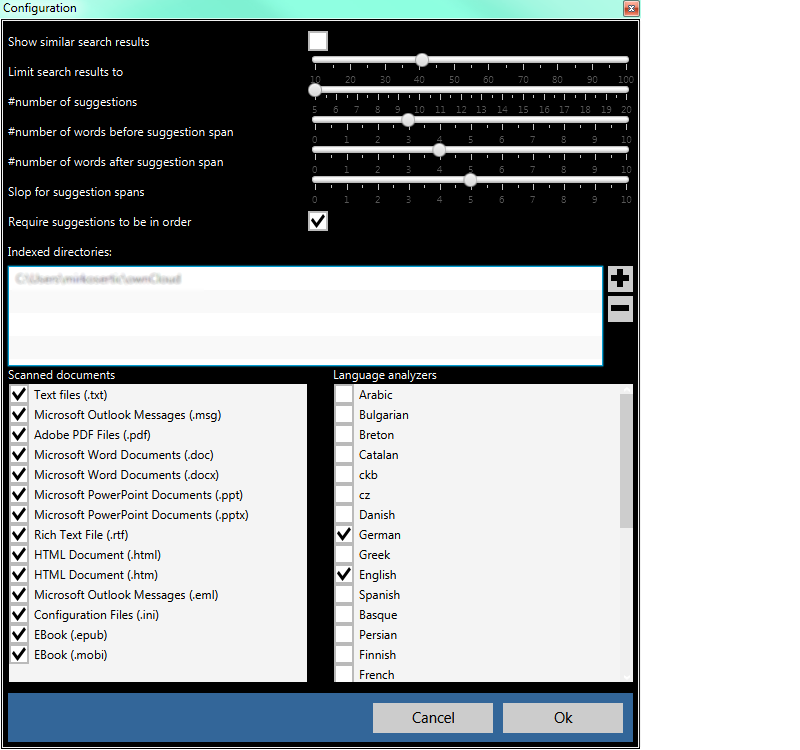 Configuration
Show similar search results
Limit search results to
10 20 30 40 50 60 70 80 90 100
#number of suggestions
5 6 7 8 9 10 11 12 13 14 15 16 17 18 19 20
#number of words before suggestion span
0 1 2 3 4 5 6 7 8 9 10
#number of words after suggestion span
0 1 2 3 4 5 6 7 8 9 10
Slop for suggestion spans
0 1 2 3 4 5 6 7 8 9 10
Require suggestions to be in order
Indexed directories:
C:\Users\mirkosertic\ownCloud
Scanned documents
Text files (.txt)
Microsoft Outlook Messages (.msg)
Adobe PDF Files (.pdf)
Microsoft Word Documents (.doc)
Microsoft Word Documents (.docx)
Microsoft PowerPoint Documents (.ppt)
Microsoft PowerPoint Documents (.pptx)
Rich Text File (.rtf)
HTML Document (.html)
HTML Document (.htm)
Microsoft Outlook Messages (.eml)
Configuration Files (.ini)
EBook (.epub)
EBook (.mobi)
Language analyzers
Arabic
Bulgarian
Breton
Catalan
ckb
cz
Danish
German
Greek
English
Spanish
Basque
Persian
Finnish
French
Cancel
Ok